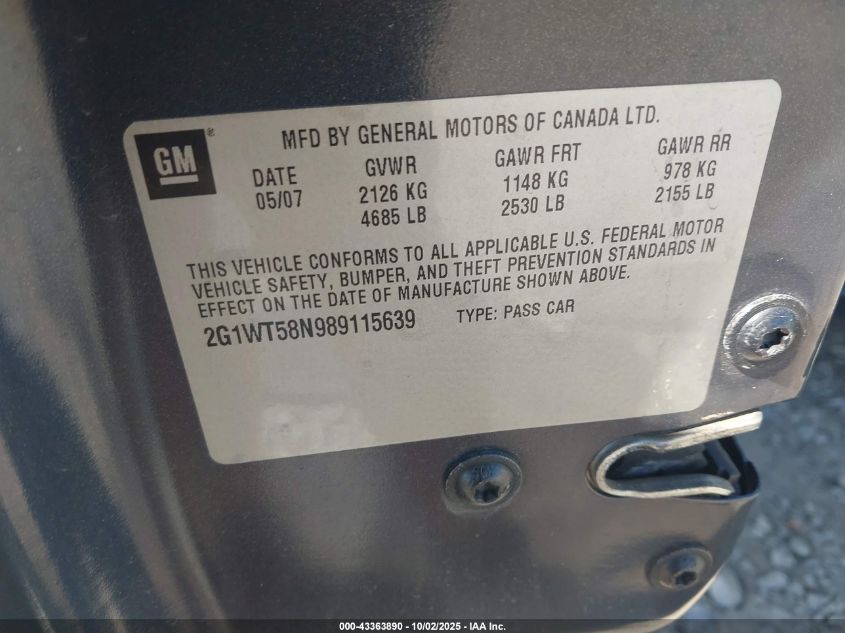 GM®
MFD BY GENERAL MOTORS OF CANADA LTD.
DATE GVWR GAWR FRT GAWR RR
05/07 2126 KG 1148 KG 978 KG
4685 LB 2530 LB 2155 LB
THIS VEHICLE CONFORMS TO ALL APPLICABLE U.S. FEDERAL MOTOR
VEHICLE SAFETY, BUMPER, AND THEFT PREVENTION STANDARDS IN
EFFECT ON THE DATE OF MANUFACTURE SHOWN ABOVE.
2G1WT58N989115639 TYPE: PASS CAR
000-43363890 - 10/02/2025 - IAA Inc.